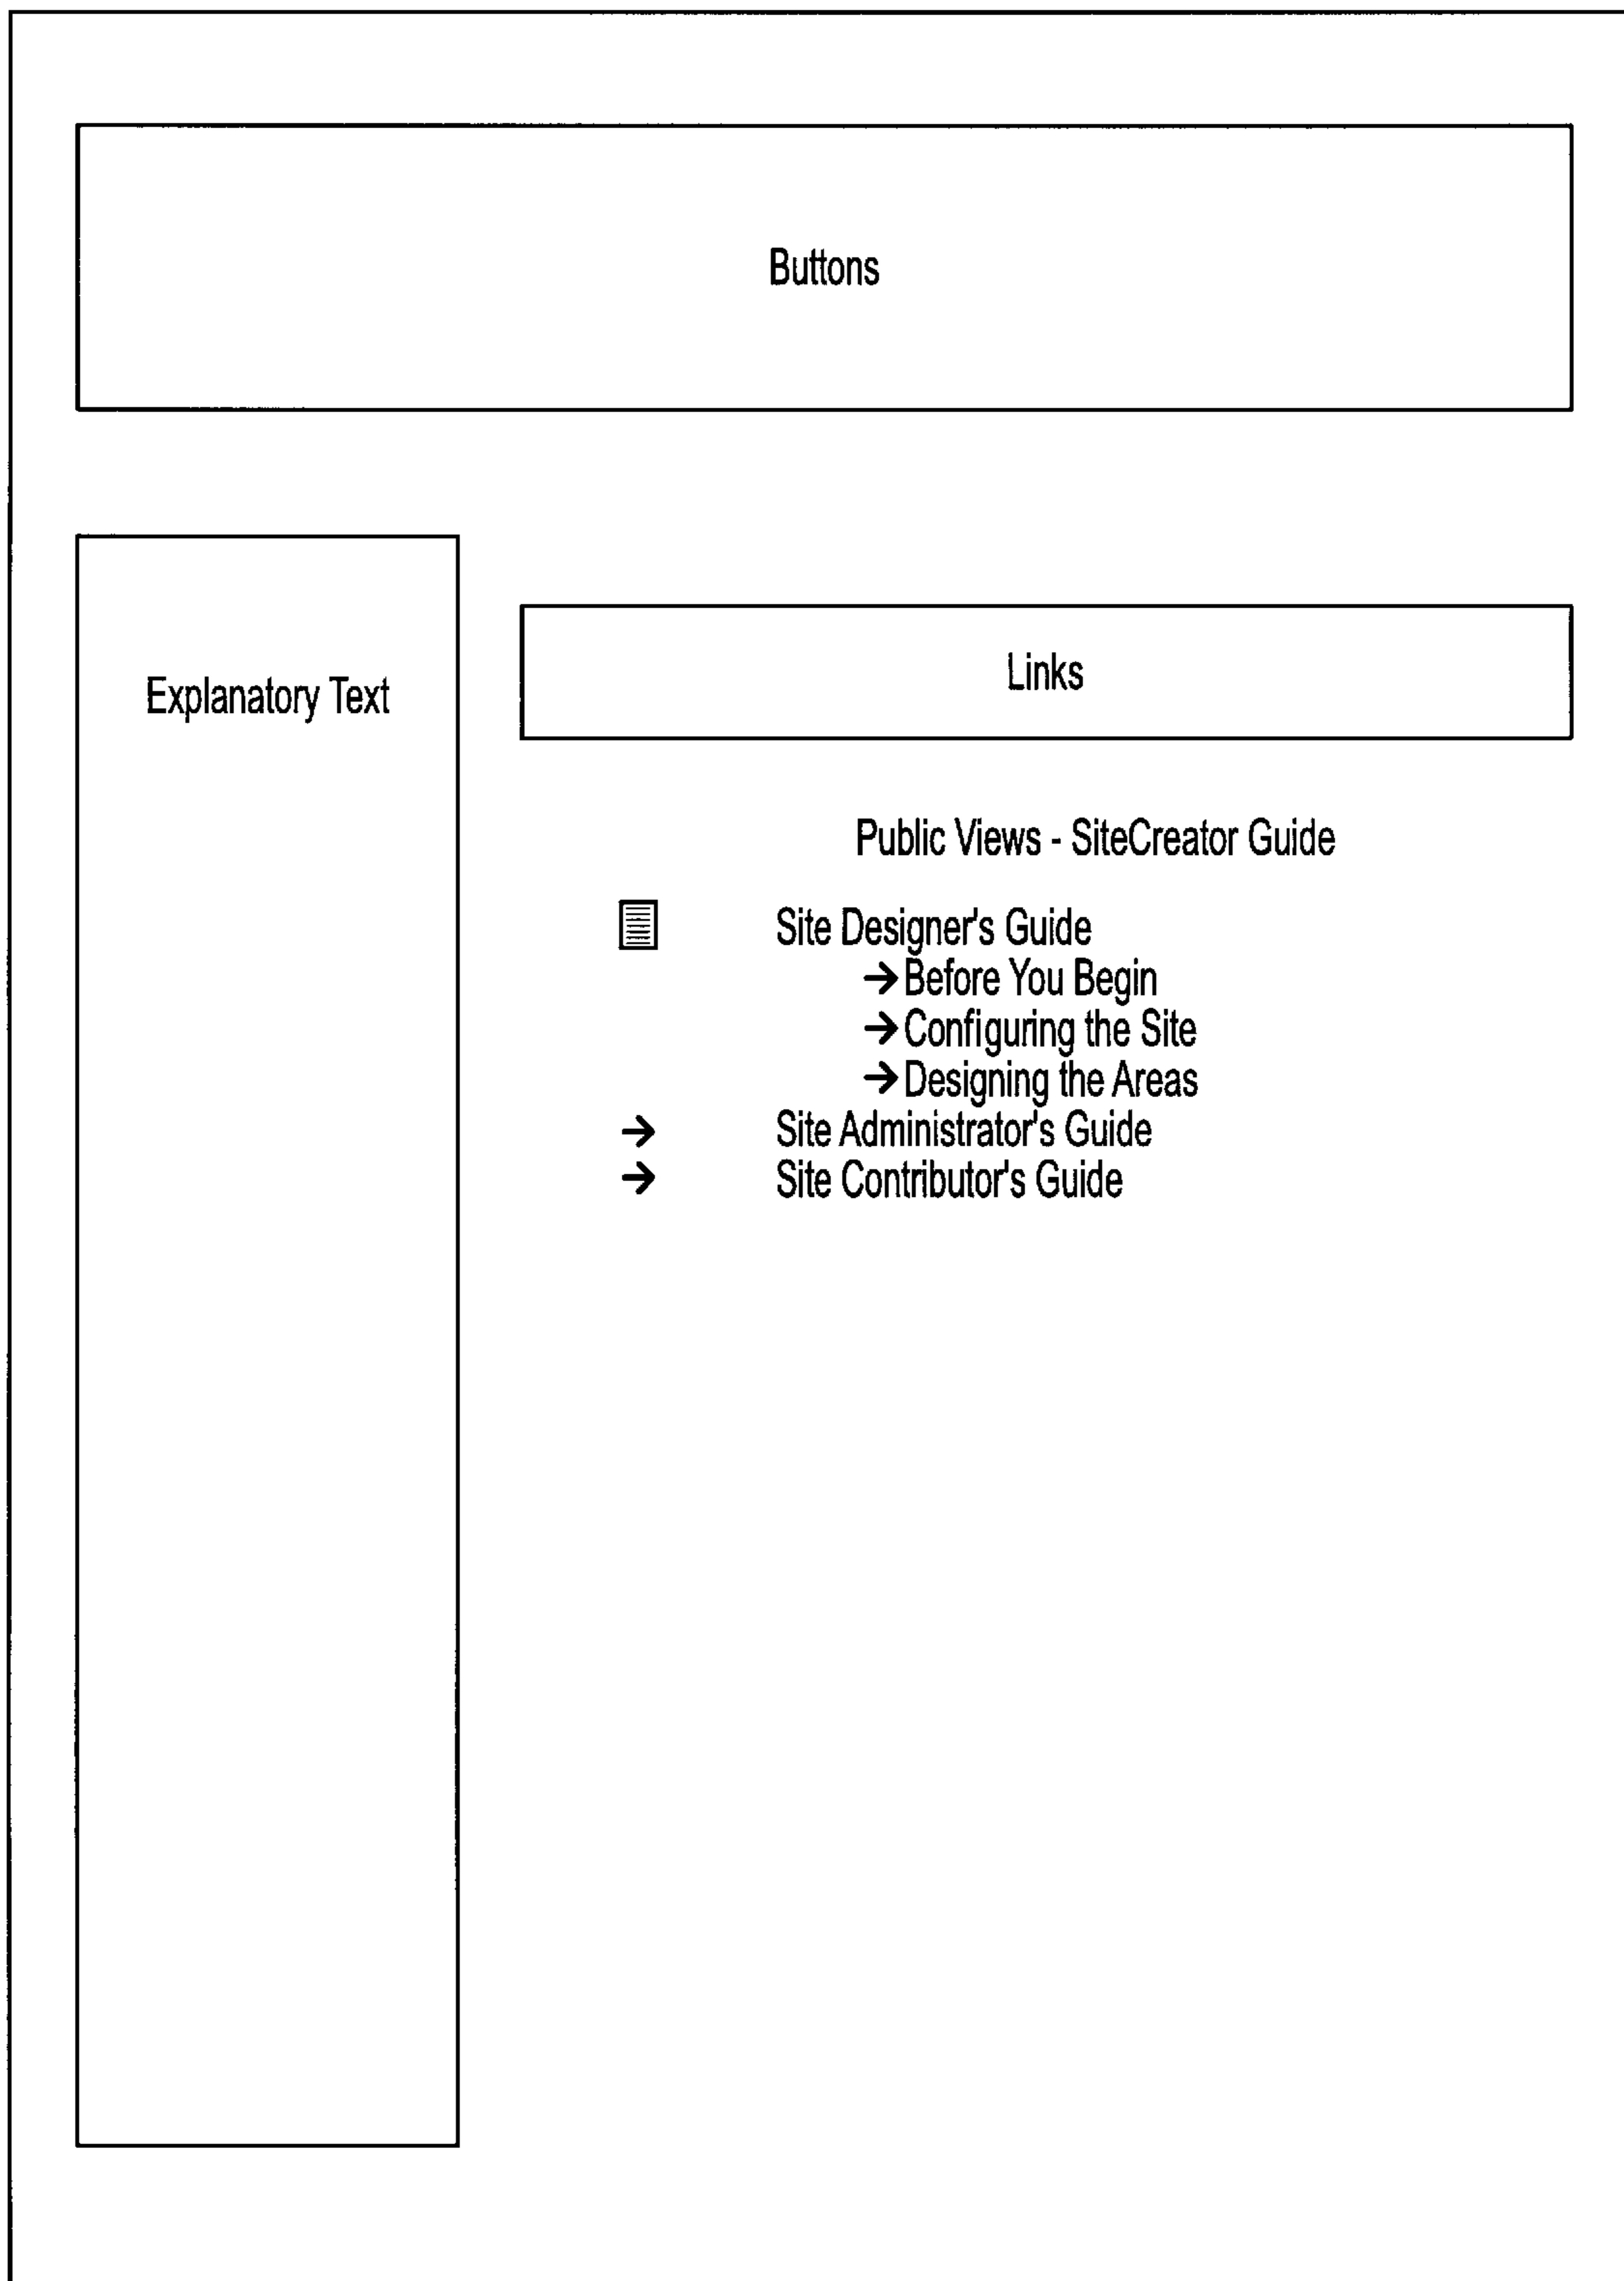 Buttons
Explanatory Text
Links
Public Views - SiteCreator Guide
Site Designer's Guide
→Before You Begin
→Configuring the Site
→Designing the Areas
→ Site Administrator's Guide
→ Site Contributor's Guide